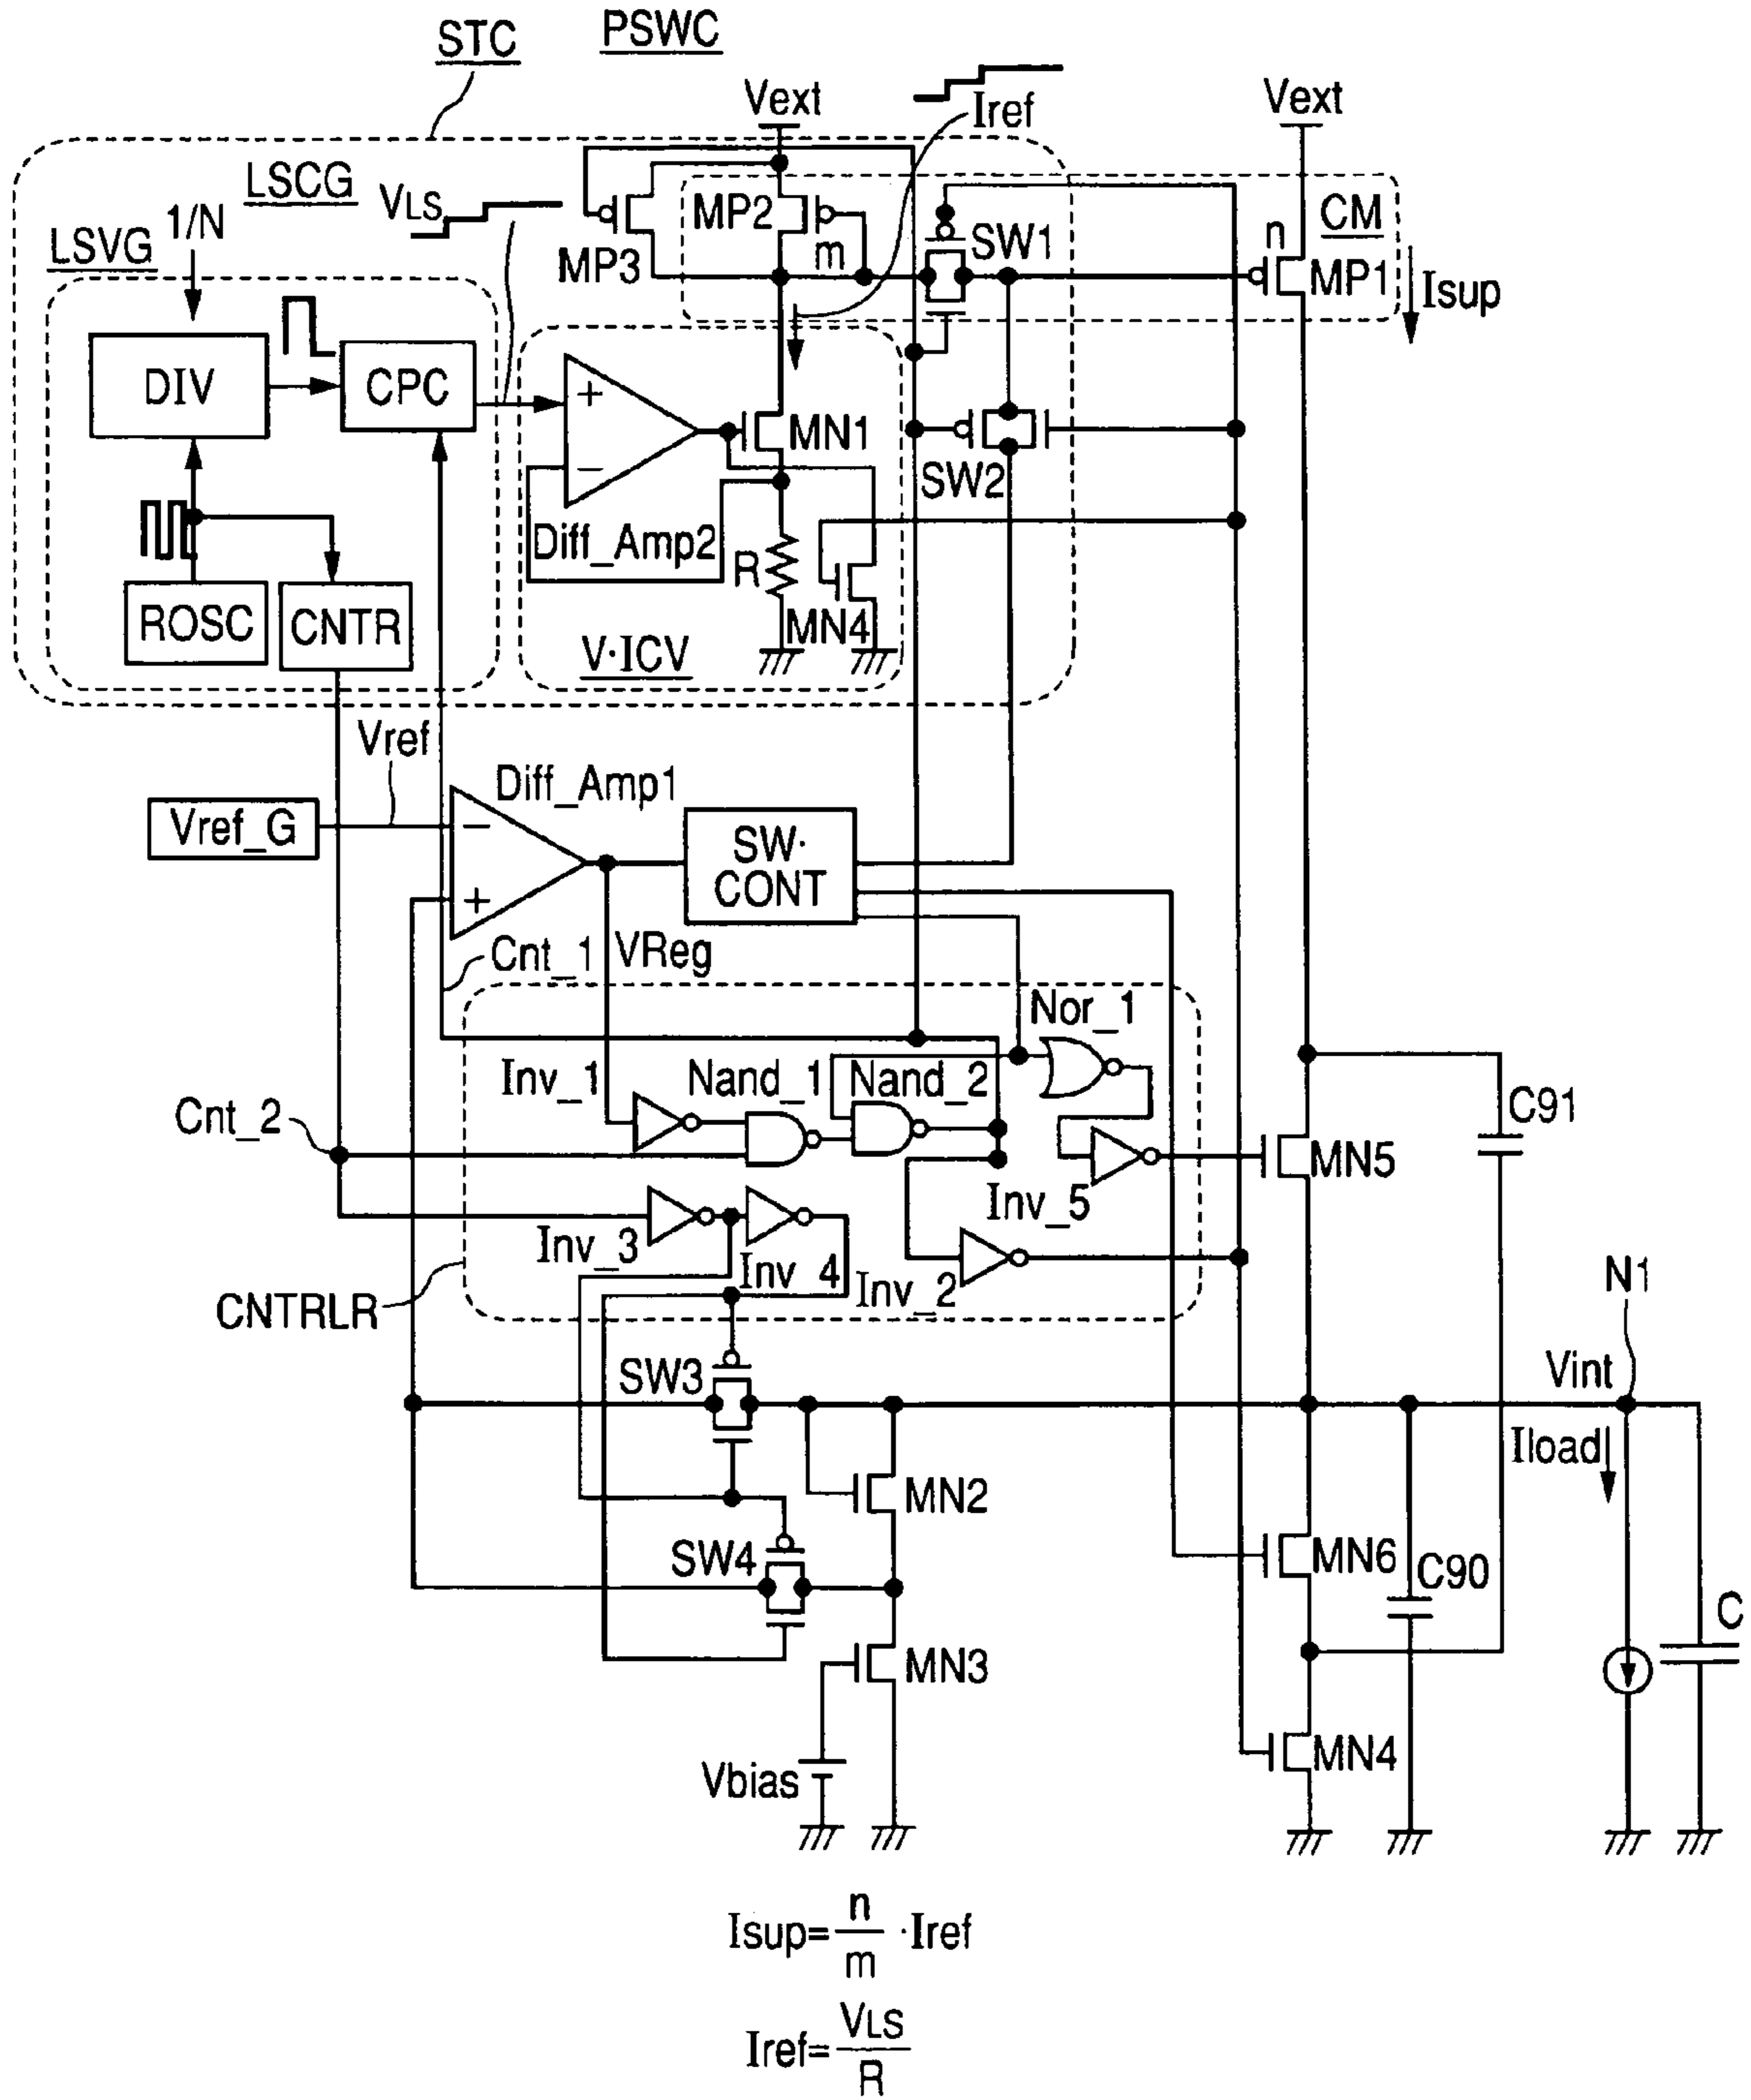 PSWC
STC
Vext
Iref
Vext
LSCG
VLS
1/N
MP2
SW1
n
CM
LSVG
MP3
m
MP1
Isup
DIV
CPC
+
MN1
−
SW2
Diff_Amp2
R
ROSC
CNTR
MN4
V·ICV
Vref
Diff_Amp1
Vref_G
−
SW·
CONT
+
Cnt_1
VReg
Nor_1
Inv_1
Nand_1
Nand_2
Cnt_2
C91
MN5
Inv_5
Inv_3
Inv_4
Inv_2
CNTRLR
N1
SW3
Vint
Iload
MN2
SW4
MN6
C90
C
MN3
Vbias
MN4
Isup=n/m ·Iref
Iref=VLS/R